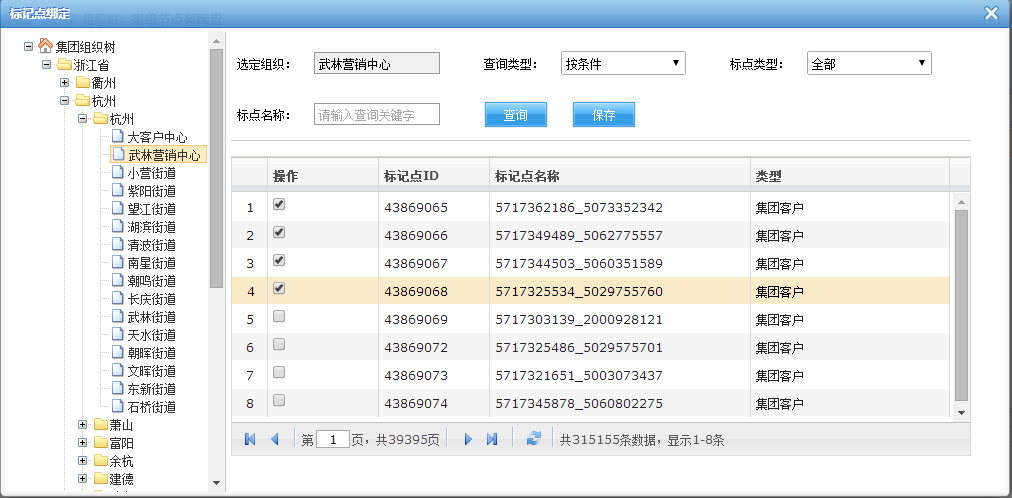 标记点绑定
集团组织树
浙江省
衢州
杭州
杭州
大客户中心
武林营销中心
小营街道
紫阳街道
望江街道
湖滨街道
清波街道
南星街道
潮鸣街道
长庆街道
武林街道
天水街道
朝晖街道
文晖街道
东新街道
石桥街道
萧山
富阳
余杭
建德
选定组织： 武林营销中心 查询类型： 按条件 标点类型： 全部
标点名称： 请输入查询关键字 查询 保存
操作 标记点ID 标记点名称 类型
1 43869065 5717362186_5073352342 集团客户
2 43869066 5717349489_5062775557 集团客户
3 43869067 5717344503_5060351589 集团客户
4 43869068 5717325534_5029755760 集团客户
5 43869069 5717303139_2000928121 集团客户
6 43869072 5717325486_5029575701 集团客户
7 43869073 5717321651_5003073437 集团客户
8 43869074 5717345878_5060802275 集团客户
第 1 页，共39395页 共315155条数据，显示1-8条